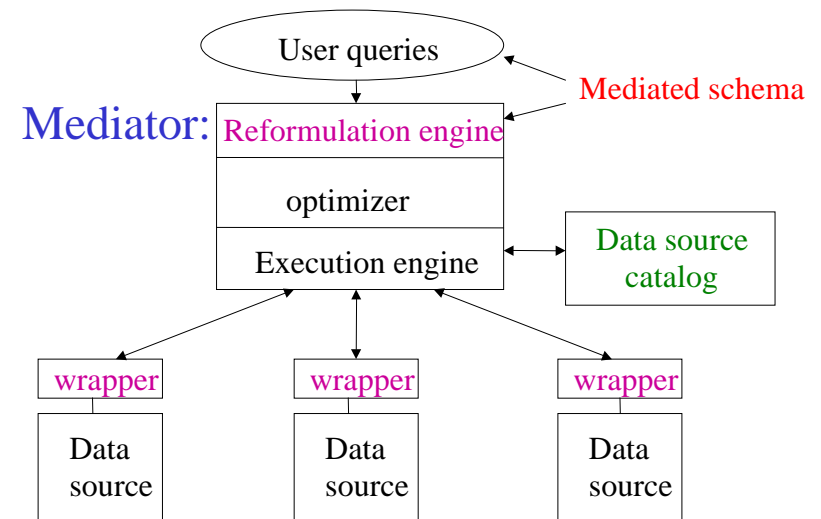 User queries
Mediated schema
Mediator:
Reformulation engine
optimizer
Execution engine
Data source
catalog
wrapper
wrapper
wrapper
Data
source
Data
source
Data
source